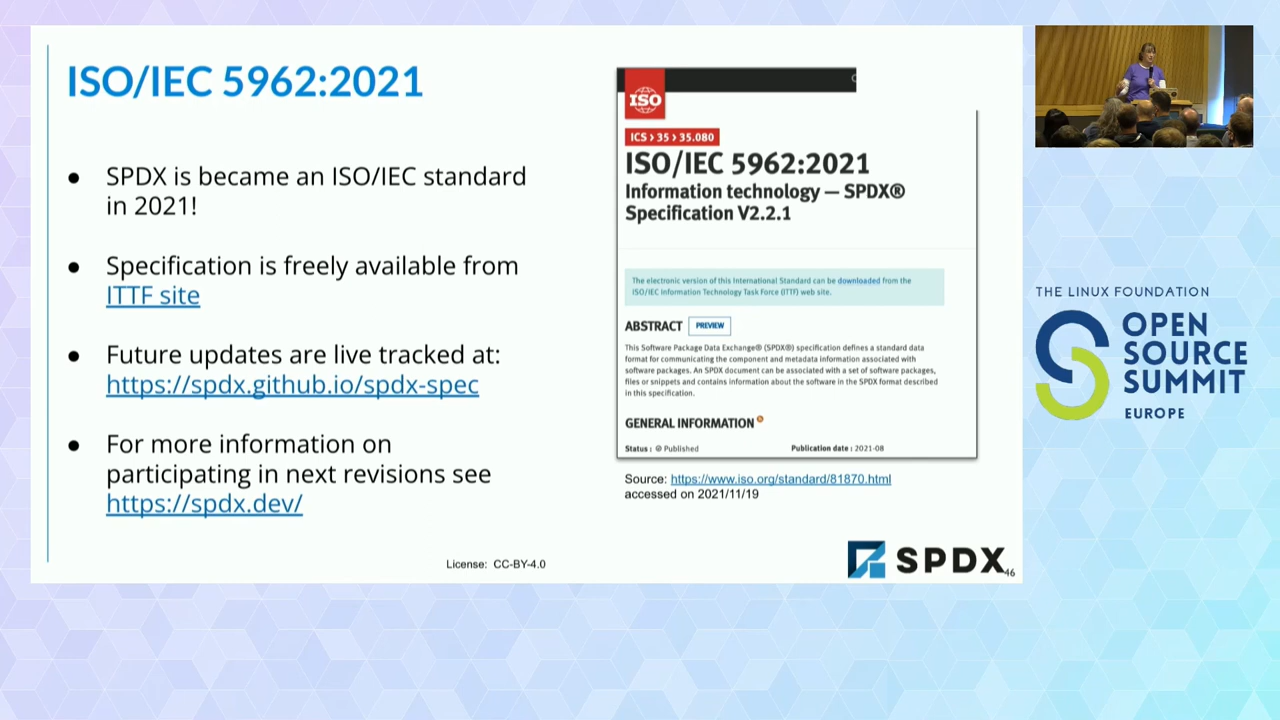 ISO/IEC 5962:2021
● SPDX is became an ISO/IEC standard
in 2021!
● Specification is freely available from
ITTF site
● Future updates are live tracked at:
https://spdx.github.io/spdx-spec
● For more information on
participating in next revisions see
https://spdx.dev/
License: CC-BY-4.0
ISO
ICS > 35 > 35.080
ISO/IEC 5962:2021
Information technology — SPDX®
Specification V2.2.1
The electronic version of this International Standard can be downloaded from the
ISO/IEC Information Technology Task Force (ITTF) web site.
ABSTRACT PREVIEW
This Software Package Data Exchange® (SPDX®) specification defines a standard data
format for communicating the component and metadata information associated with
software packages. An SPDX document can be associated with a set of software packages,
files or snippets and contains information about the software in the SPDX format described
in this specification.
GENERAL INFORMATION
Status : Published Publication date : 2021-08
Source: https://www.iso.org/standard/81870.html
accessed on 2021/11/19
SPDX
46
THE LINUX FOUNDATION
OPEN
SOURCE
SUMMIT
EUROPE